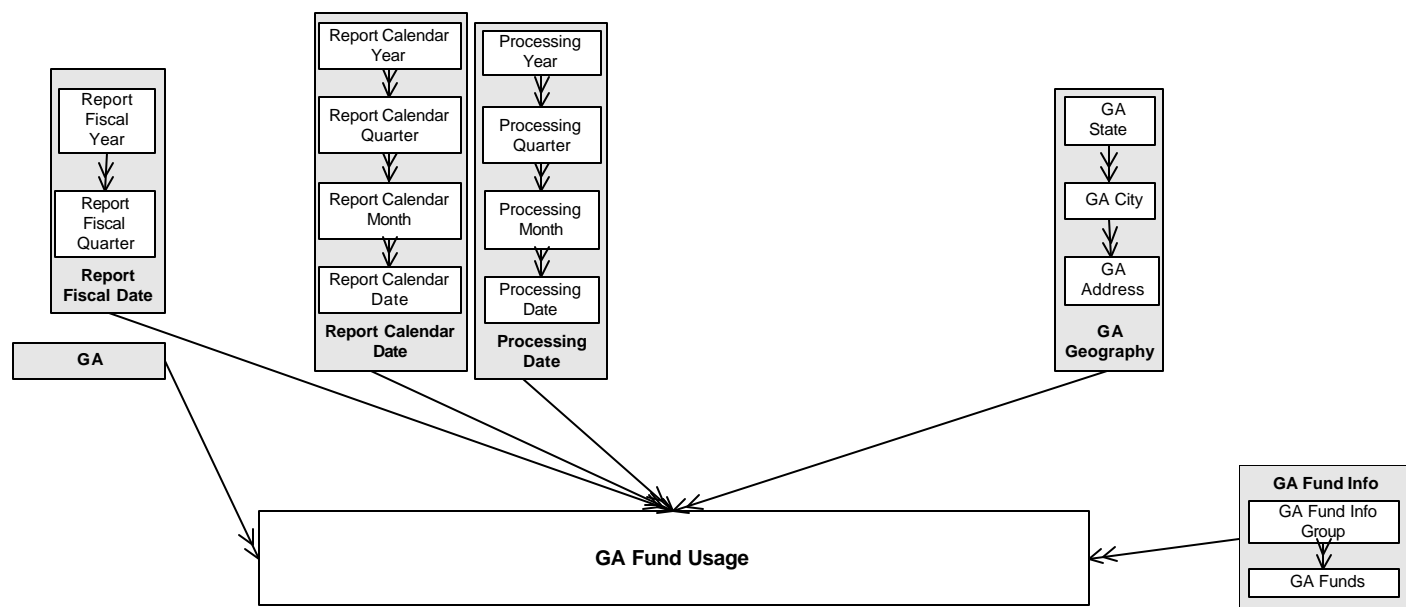 Report
Fiscal
Year
Report
Fiscal
Quarter
Report
Fiscal Date
GA
Report Calendar
Year
Report Calendar
Quarter
Report Calendar
Month
Report Calendar
Date
Report Calendar
Date
Processing
Year
Processing
Quarter
Processing
Month
Processing
Date
Processing
Date
GA
State
GA City
GA
Address
GA
Geography
GA Fund Info
GA Fund Info
Group
GA Funds
GA Fund Usage